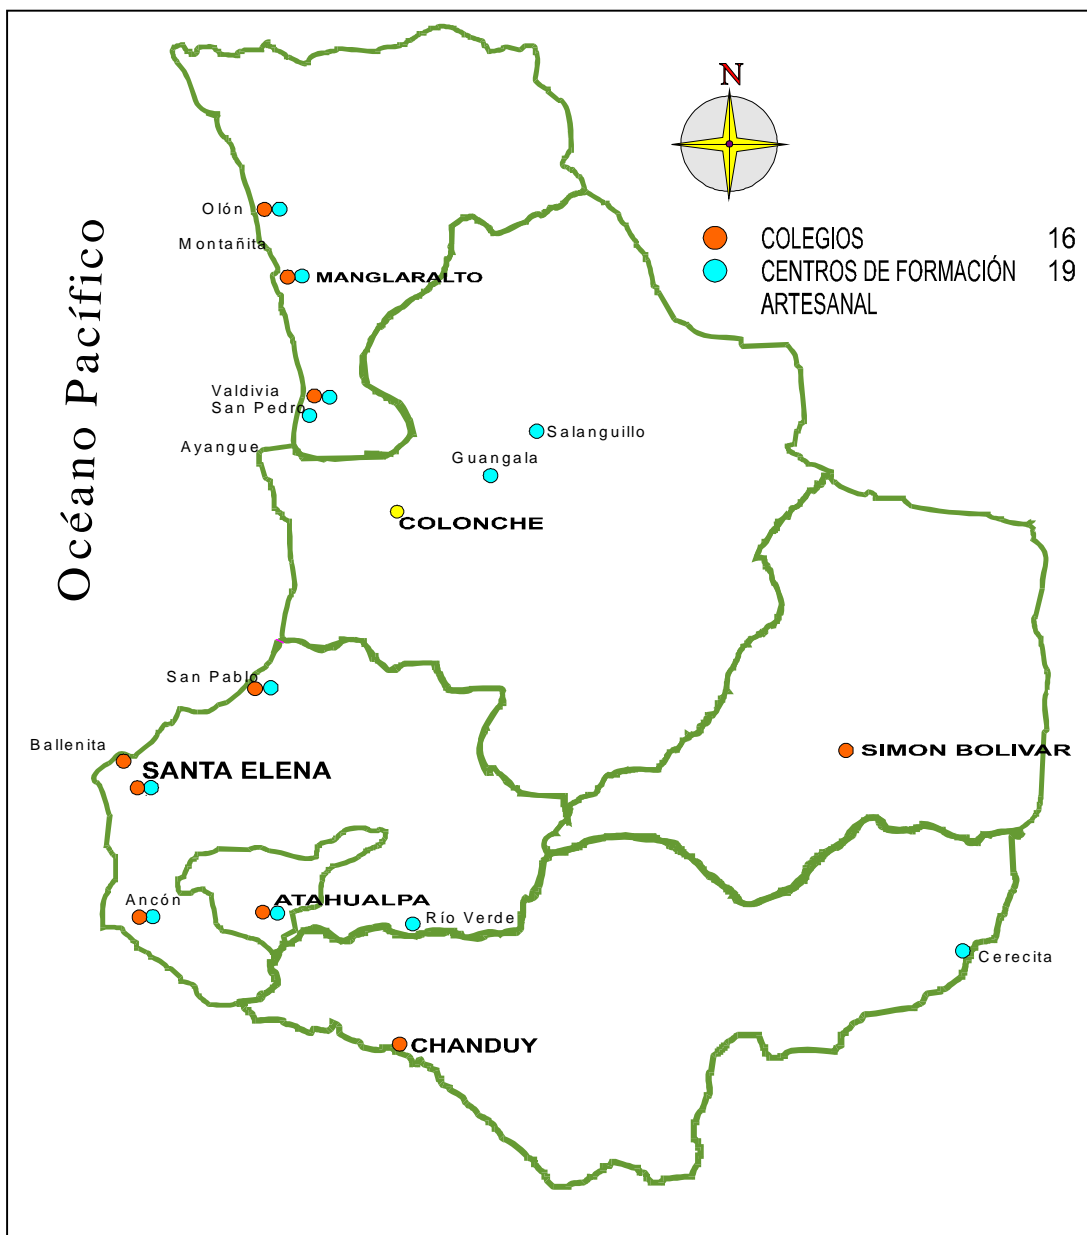 N
Océano Pacífico
COLEGIOS 16
CENTROS DE FORMACIÓN 19
ARTESANAL
Olón
Montañita
MANGLARALTO
Valdivia
San Pedro
Ayangue
Salanguillo
Guangala
COLONCHE
San Pablo
Ballenita
SANTA ELENA
SIMON BOLIVAR
Ancón
ATAHUALPA
Río Verde
Cerecita
CHANDUY